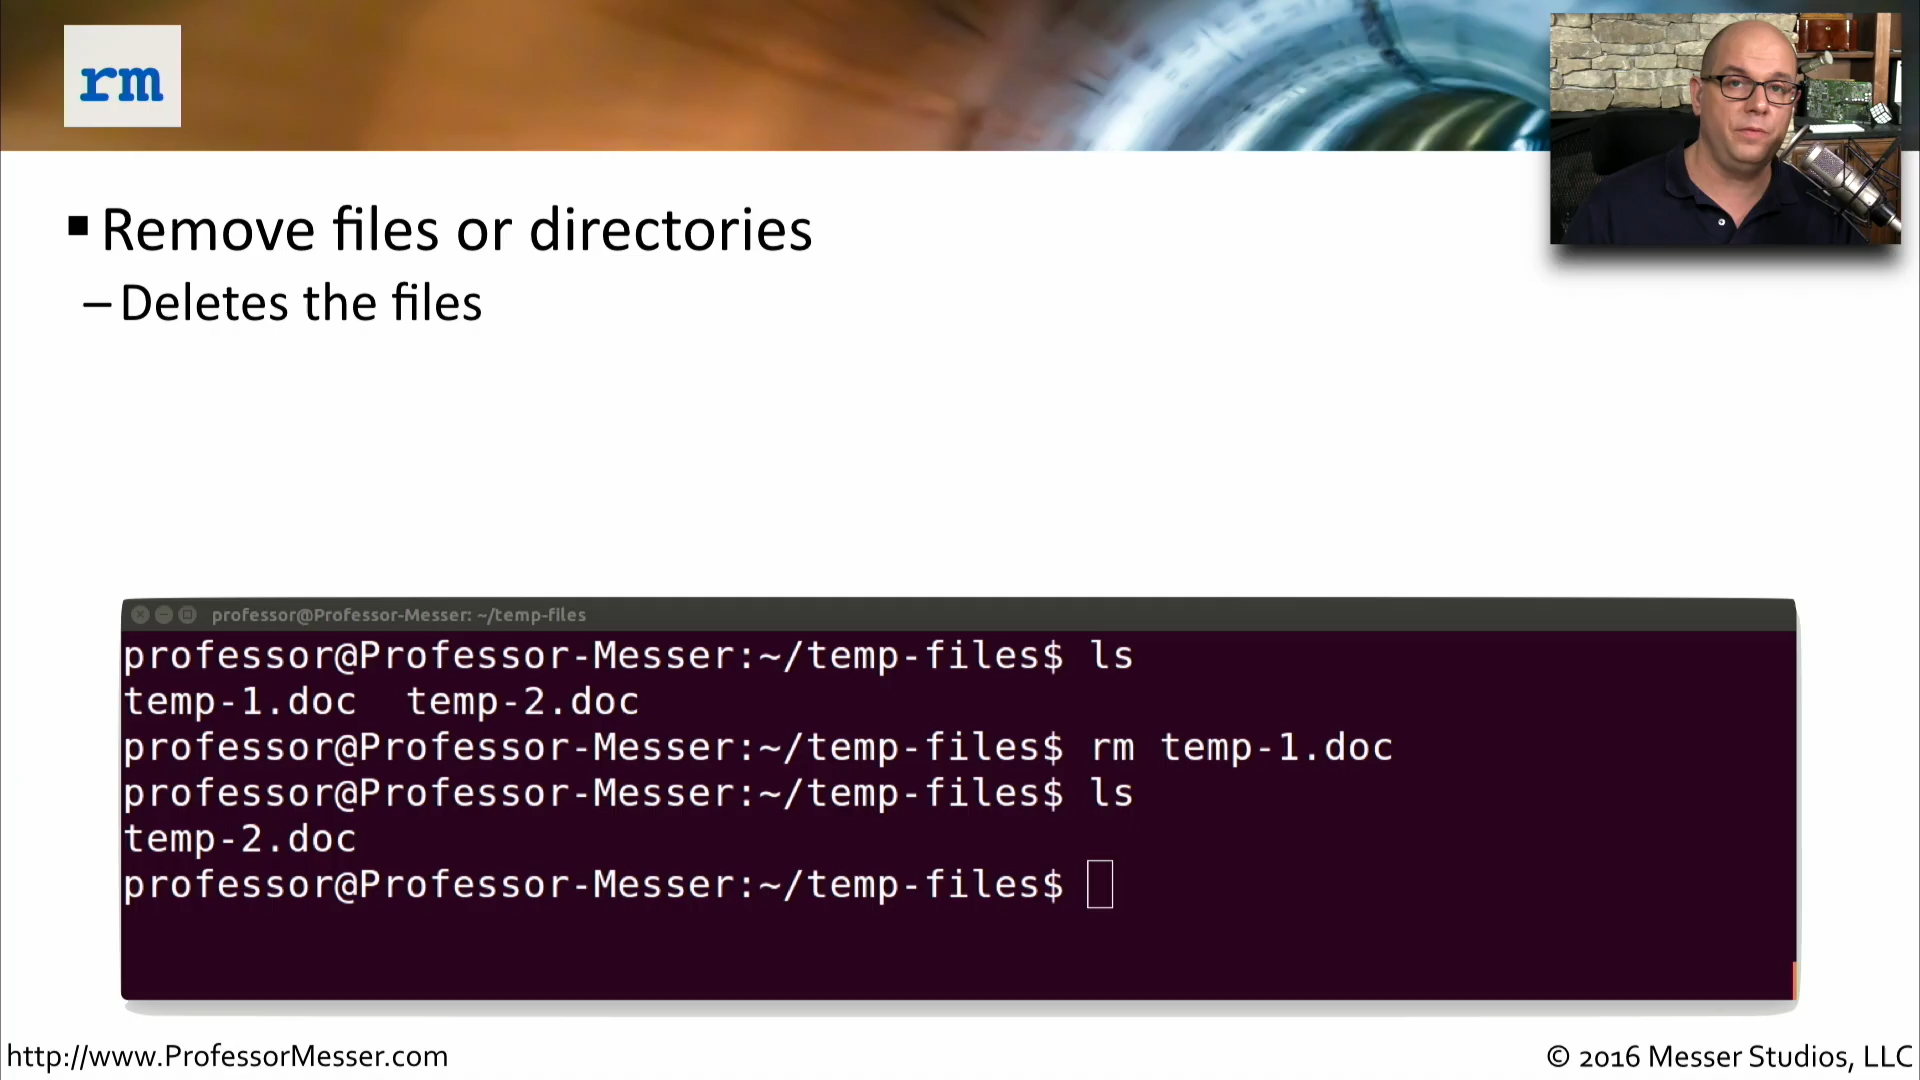 rm
▪ Remove files or directories
– Deletes the files
professor@Professor-Messer: ~/temp-files
professor@Professor-Messer:~/temp-files$ ls
temp-1.doc  temp-2.doc
professor@Professor-Messer:~/temp-files$ rm temp-1.doc
professor@Professor-Messer:~/temp-files$ ls
temp-2.doc
professor@Professor-Messer:~/temp-files$
http://www.ProfessorMesser.com
© 2016 Messer Studios, LLC